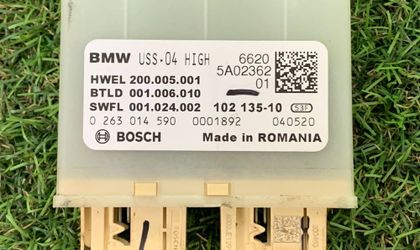 BMW USS-04 HIGH 6620
5A02362
HWEL 200.005.001 01
BTLD 001.006.010
SWFL 001.024.002 102 135-10
0 263 014 590 0001892 040520
BOSCH Made in ROMANIA